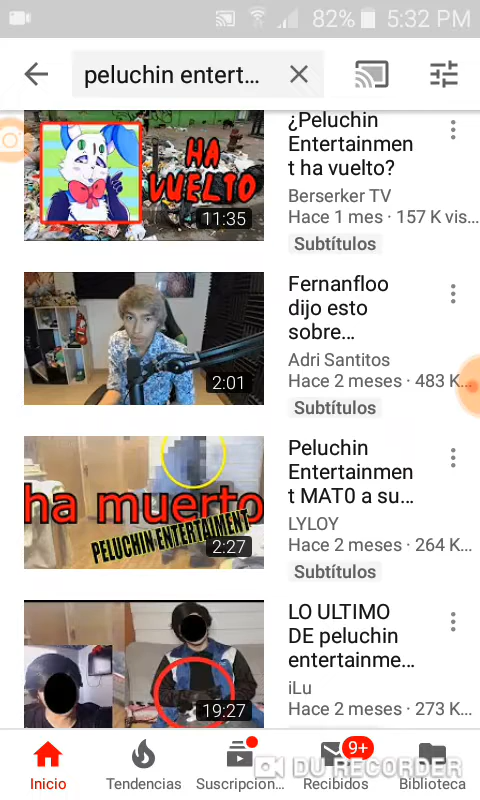 82% 5:32 PM
peluchin entert...
HA
VUELTO
11:35
¿Peluchin
Entertainmen
t ha vuelto?
Berserker TV
Hace 1 mes · 157 K vis...
Subtítulos
2:01
Fernanfloo
dijo esto
sobre...
Adri Santitos
Hace 2 meses · 483 K...
Subtítulos
ha muerto
PELUCHIN ENTERTAIMENT
2:27
Peluchin
Entertainmen
t MAT0 a su...
LYLOY
Hace 2 meses · 264 K...
Subtítulos
19:27
LO ULTIMO
DE peluchin
entertainme...
iLu
Hace 2 meses · 273 K...
9+
Inicio
Tendencias
Suscripcion...
Recibidos
Biblioteca
DU RECORDER